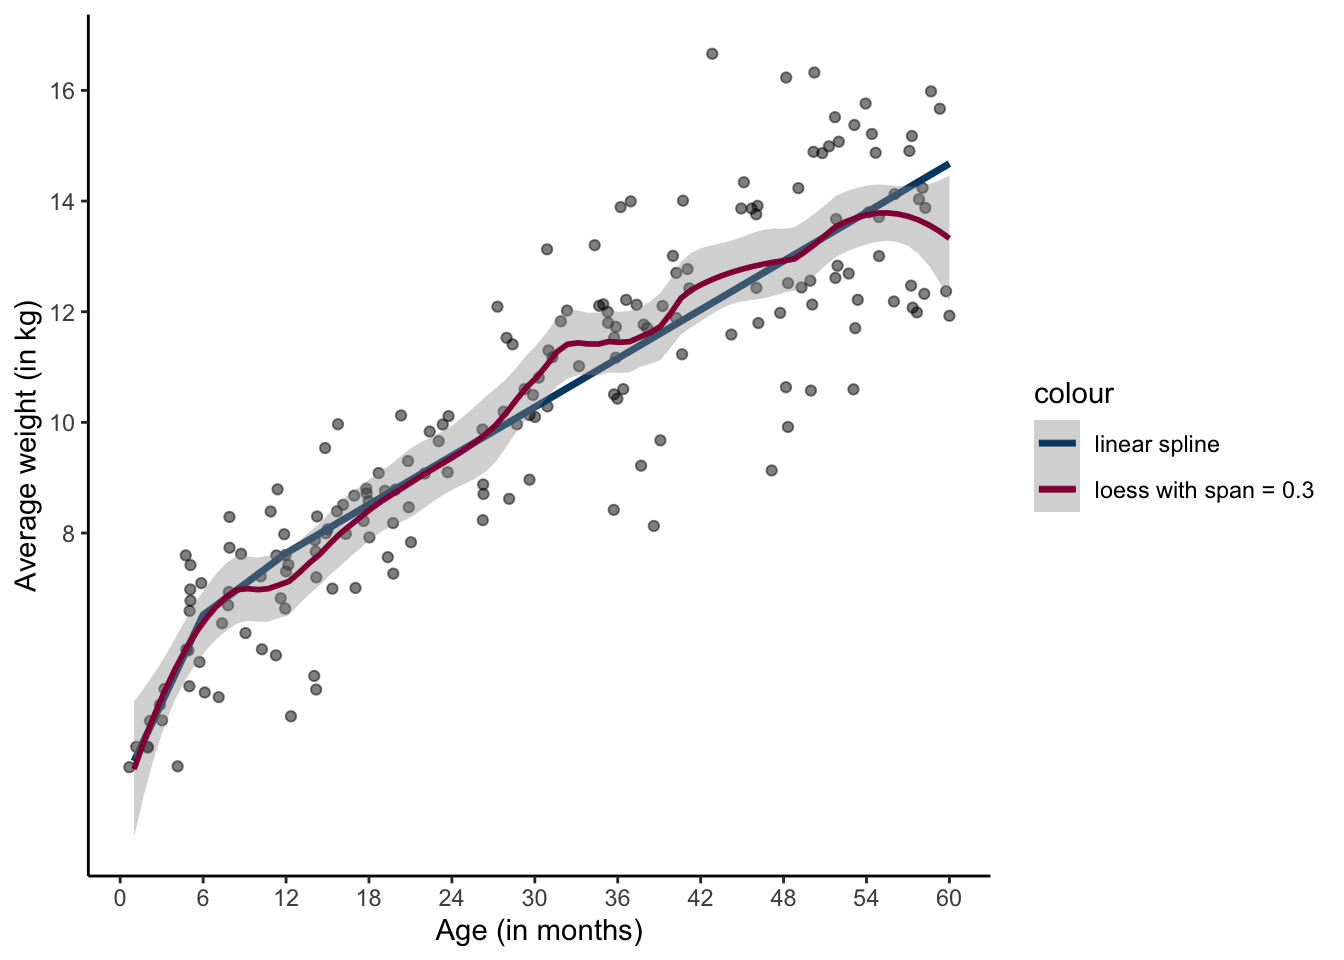 16
14
12
10
8
0 6 12 18 24 30 36 42 48 54 60
Age (in months)
Average weight (in kg)
colour
linear spline
loess with span = 0.3